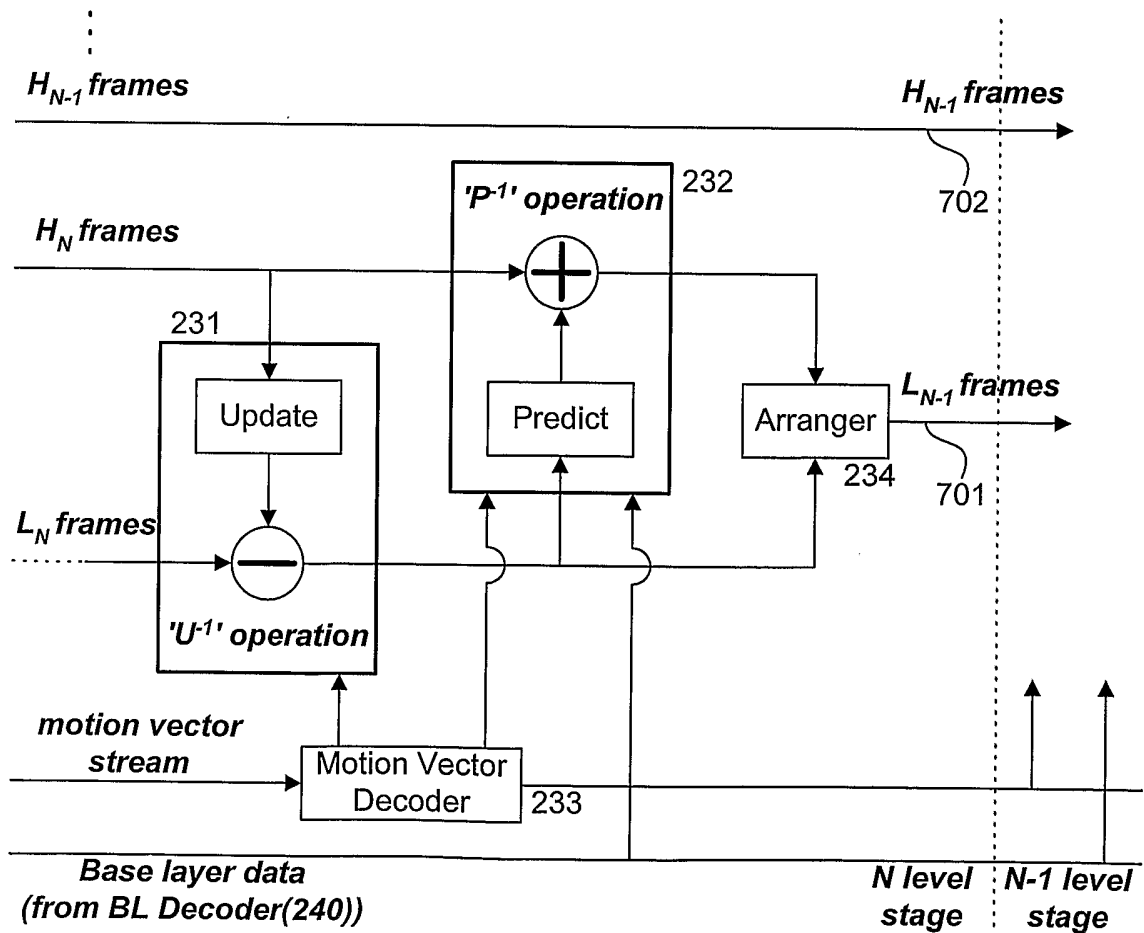 H_{N-1} frames
H_{N-1} frames
702
'P^{-1}' operation
232
H_N frames
231
Update
Predict
L_{N-1} frames
Arranger
234
701
L_N frames
'U^{-1}' operation
motion vector
stream
Motion Vector
Decoder
233
Base layer data
(from BL Decoder(240))
N level
stage
N-1 level
stage